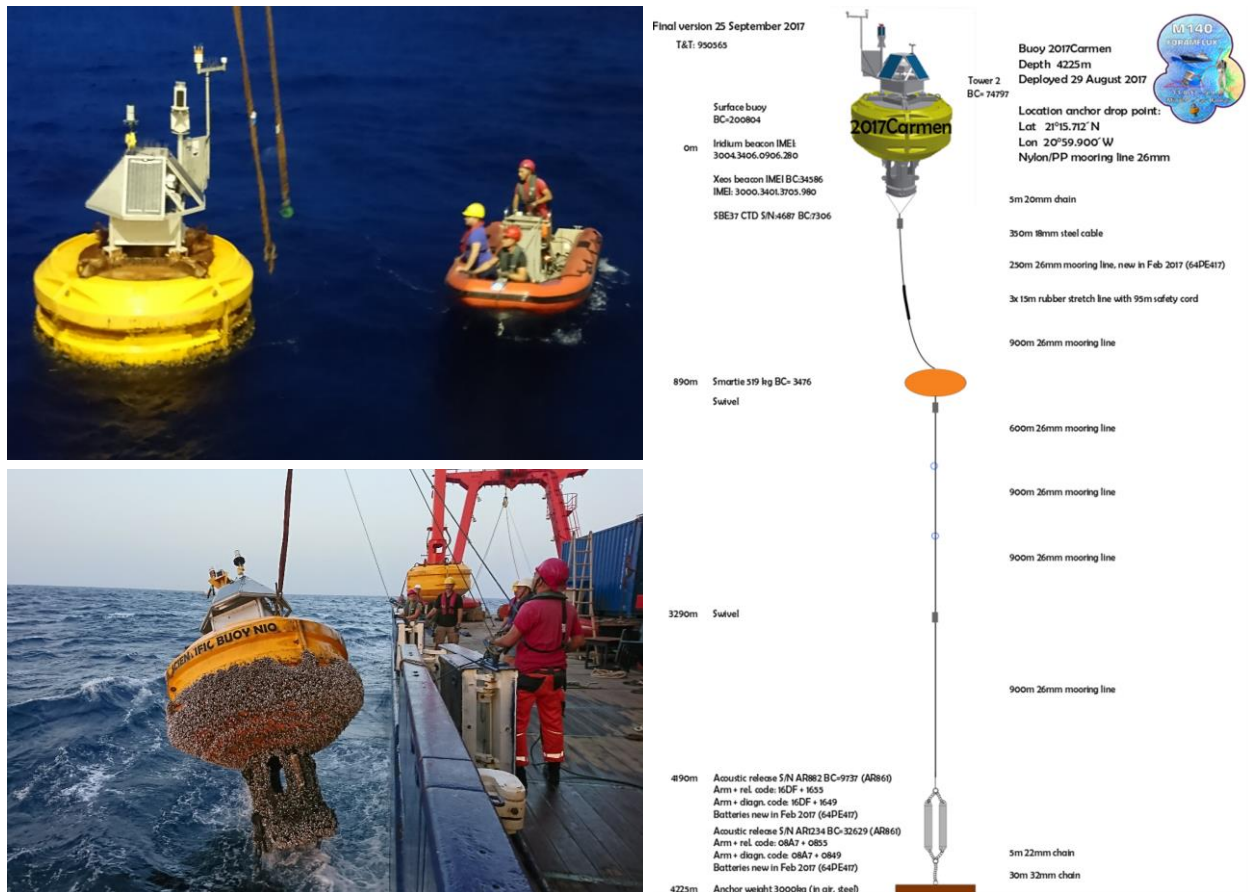 SCIENTIFIC BUOY NIO
Final version 25 September 2017
T&T: 950565
M140
FORAMFLUX
Buoy 2017Carmen
Depth 4225m
Deployed 29 August 2017
Tower 2
BC= 74797
Location anchor drop point:
Lat 21°15.712´N
Lon 20°59.900´W
Nylon/PP mooring line 26mm
Surface buoy
BC=200804
2017Carmen
0m
Iridium beacon IMEI:
3004.3406.0906.280
Xeos beacon IMEI BC:34586
IMEI: 3000.3401.3705.980
SBE37 CTD S/N:4687 BC:7306
5m 20mm chain
350m 18mm steel cable
250m 26mm mooring line, new in Feb 2017 (64PE417)
3x 15m rubber stretch line with 95m safety cord
900m 26mm mooring line
890m
Smartie 519 kg BC= 3476
Swivel
600m 26mm mooring line
900m 26mm mooring line
900m 26mm mooring line
3290m
Swivel
900m 26mm mooring line
4190m
Acoustic release S/N AR882 BC=9737 (AR861)
Arm + rel. code: 16DF + 1655
Arm + diagn. code: 16DF + 1649
Batteries new in Feb 2017 (64PE417)
Acoustic release S/N AR1234 BC=32629 (AR861)
Arm + rel. code: 08A7 + 0855
Arm + diagn. code: 08A7 + 0849
Batteries new in Feb 2017 (64PE417)
5m 22mm chain
30m 32mm chain
4225m
Anchor weight 3000kg (in air, steel)